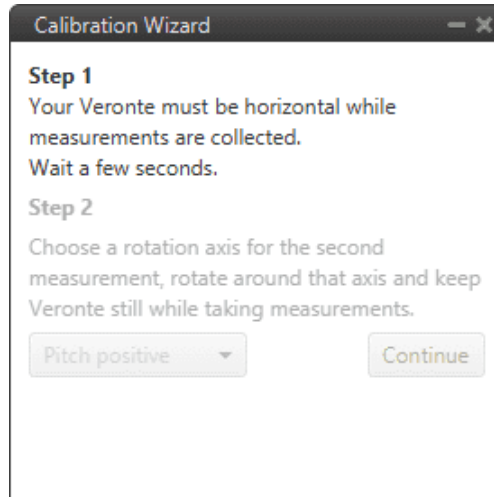 Calibration Wizard
Step 1
Your Veronte must be horizontal while
measurements are collected.
Wait a few seconds.
Step 2
Choose a rotation axis for the second
measurement, rotate around that axis and keep
Veronte still while taking measurements.
Pitch positive Continue